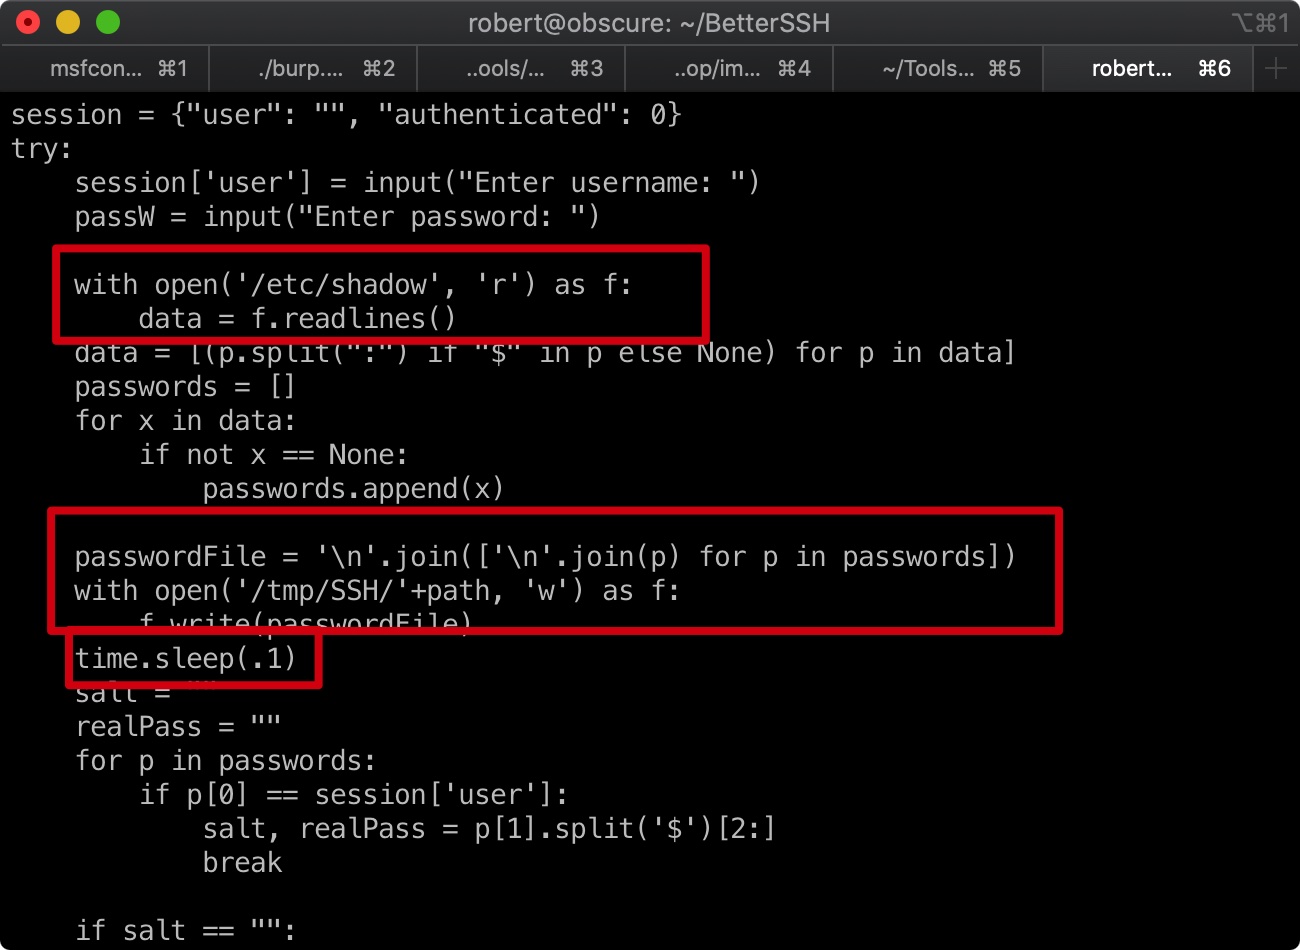 robert@obscure: ~/BetterSSH
⌥⌘1
msfcon... ⌘1
./burp.... ⌘2
..ools/... ⌘3
..op/im... ⌘4
~/Tools... ⌘5
robert... ⌘6
session = {"user": "", "authenticated": 0}
try:
    session['user'] = input("Enter username: ")
    passW = input("Enter password: ")

    with open('/etc/shadow', 'r') as f:
        data = f.readlines()
    data = [(p.split(":") if "$" in p else None) for p in data]
    passwords = []
    for x in data:
        if not x == None:
            passwords.append(x)

    passwordFile = '\n'.join(['\n'.join(p) for p in passwords])
    with open('/tmp/SSH/'+path, 'w') as f:
        f.write(passwordFile)
    time.sleep(.1)
    salt = ""
    realPass = ""
    for p in passwords:
        if p[0] == session['user']:
            salt, realPass = p[1].split('$')[2:]
            break

    if salt == "":